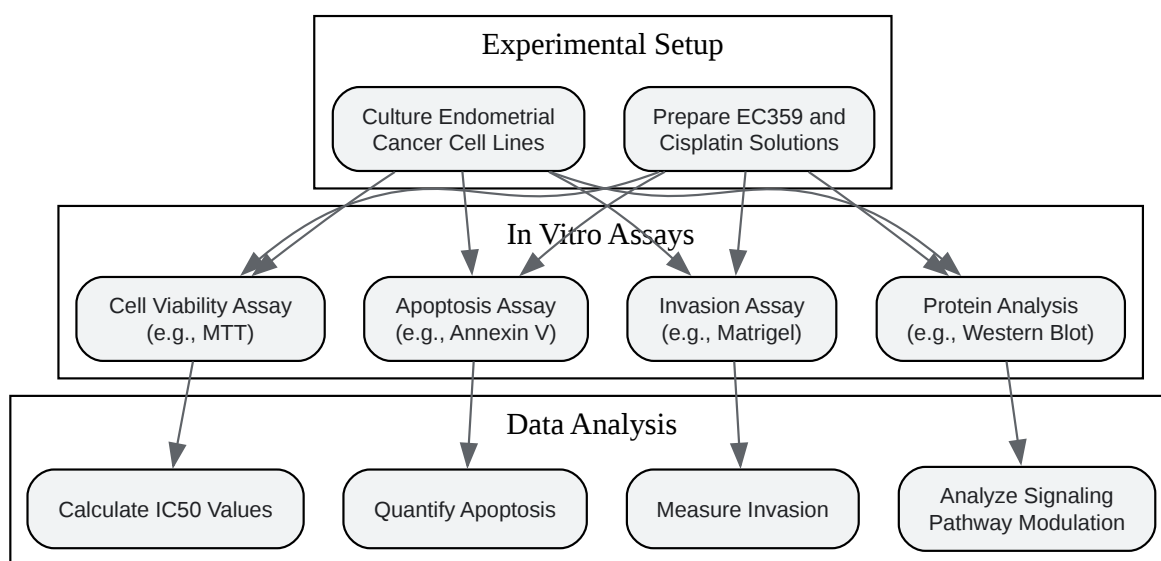 Experimental Setup
Culture Endometrial
Cancer Cell Lines
Prepare EC359 and
Cisplatin Solutions
In Vitro Assays
Cell Viability Assay
(e.g., MTT)
Apoptosis Assay
(e.g., Annexin V)
Invasion Assay
(e.g., Matrigel)
Protein Analysis
(e.g., Western Blot)
Data Analysis
Calculate IC50 Values
Quantify Apoptosis
Measure Invasion
Analyze Signaling
Pathway Modulation